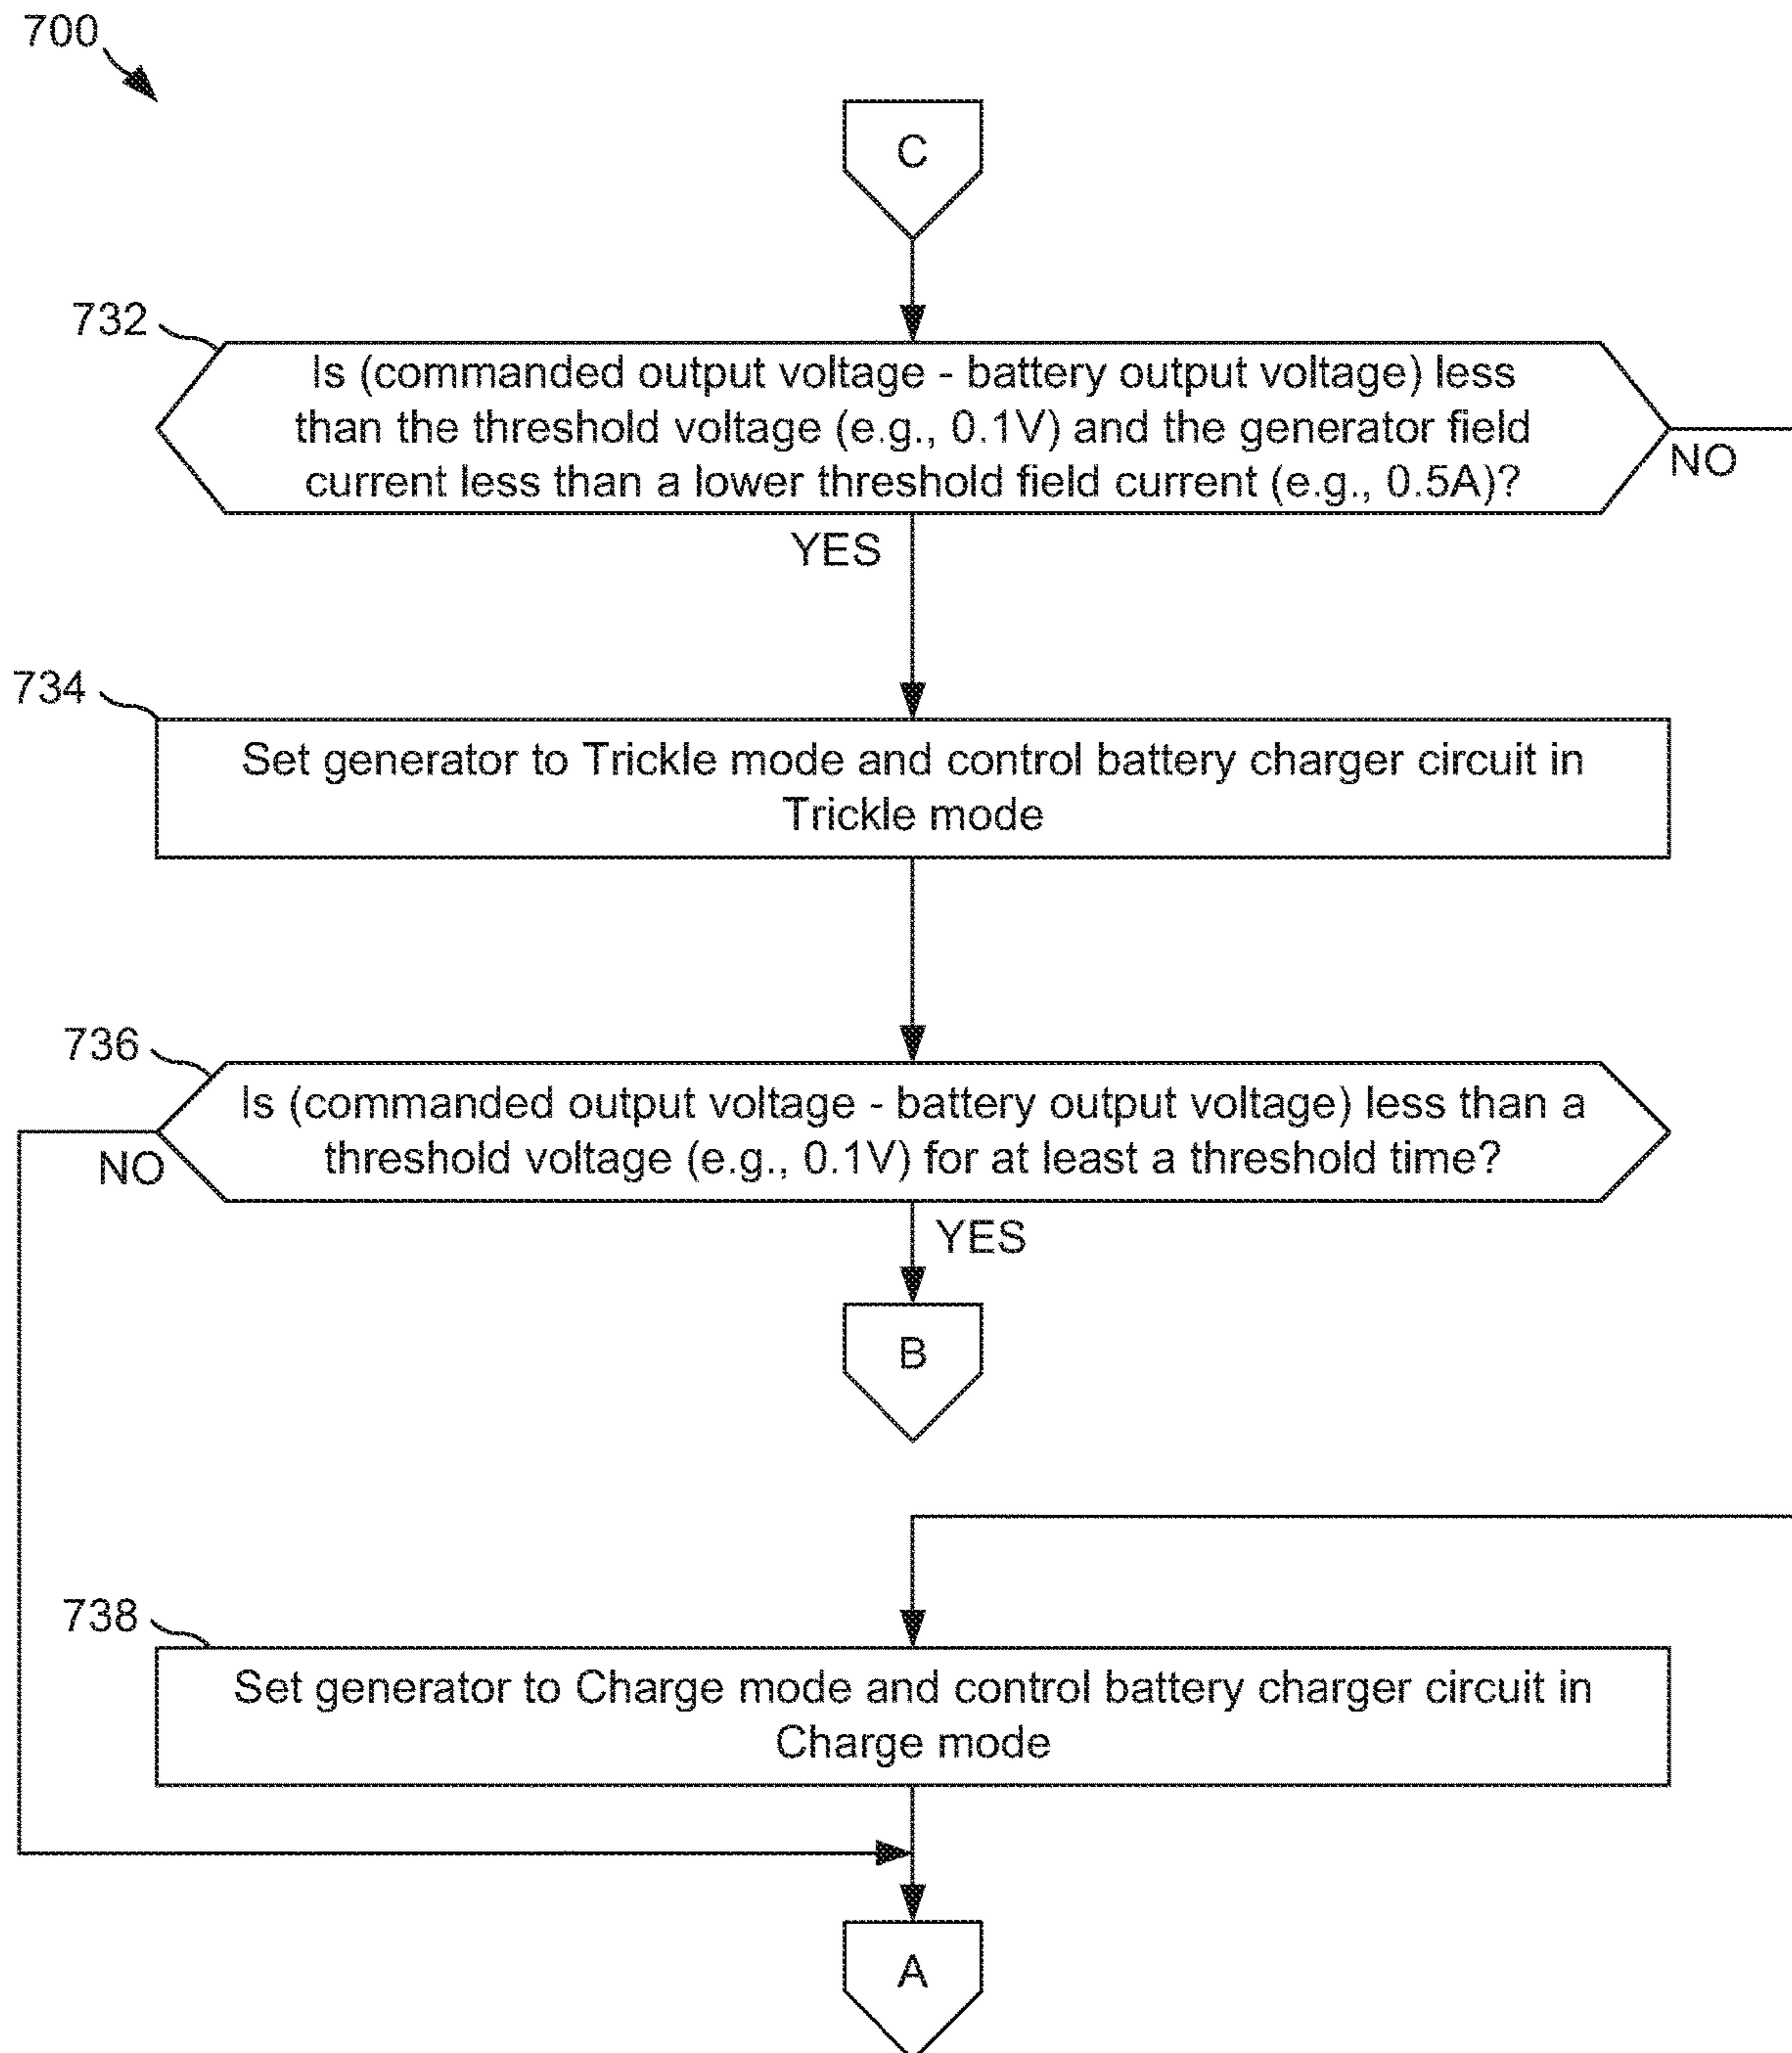 700
C
732
Is (commanded output voltage - battery output voltage) less
than the threshold voltage (e.g., 0.1V) and the generator field
current less than a lower threshold field current (e.g., 0.5A)?
NO
YES
734
Set generator to Trickle mode and control battery charger circuit in
Trickle mode
736
Is (commanded output voltage - battery output voltage) less than a
threshold voltage (e.g., 0.1V) for at least a threshold time?
NO
YES
B
738
Set generator to Charge mode and control battery charger circuit in
Charge mode
A